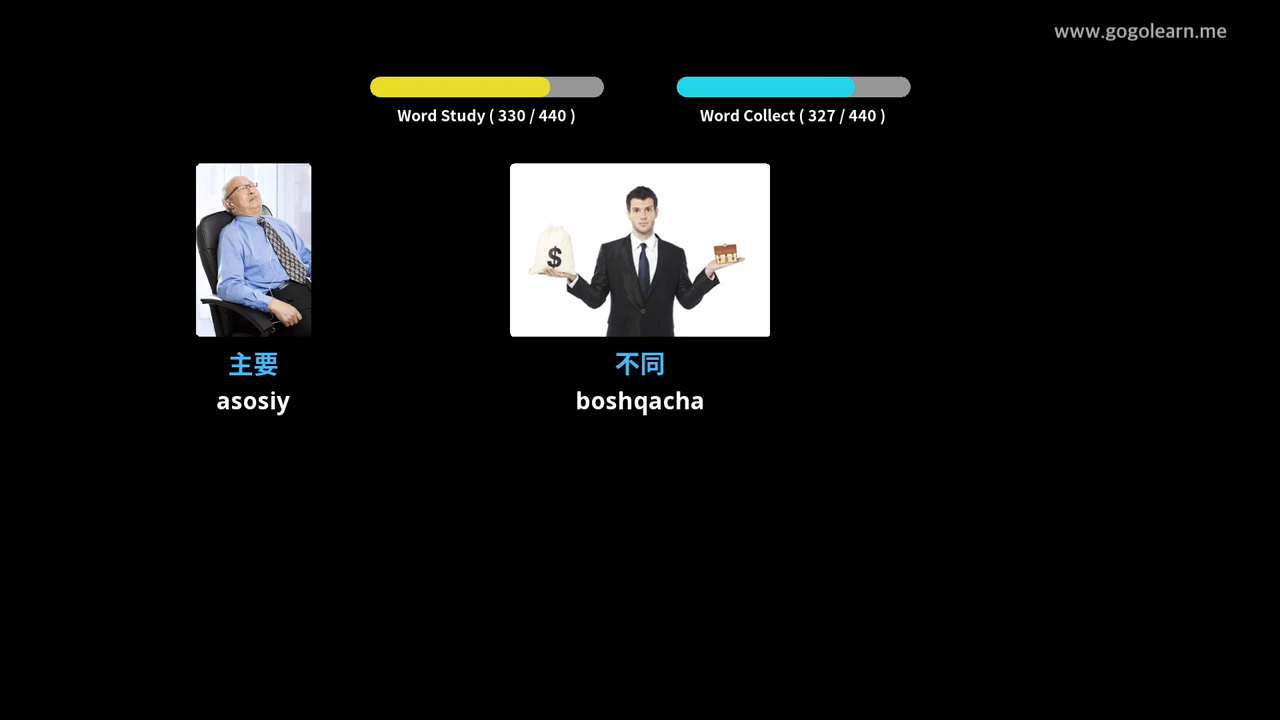 www.gogolearn.me
Word Study ( 330 / 440 )
Word Collect ( 327 / 440 )
$
主要
asosiy
不同
boshqacha